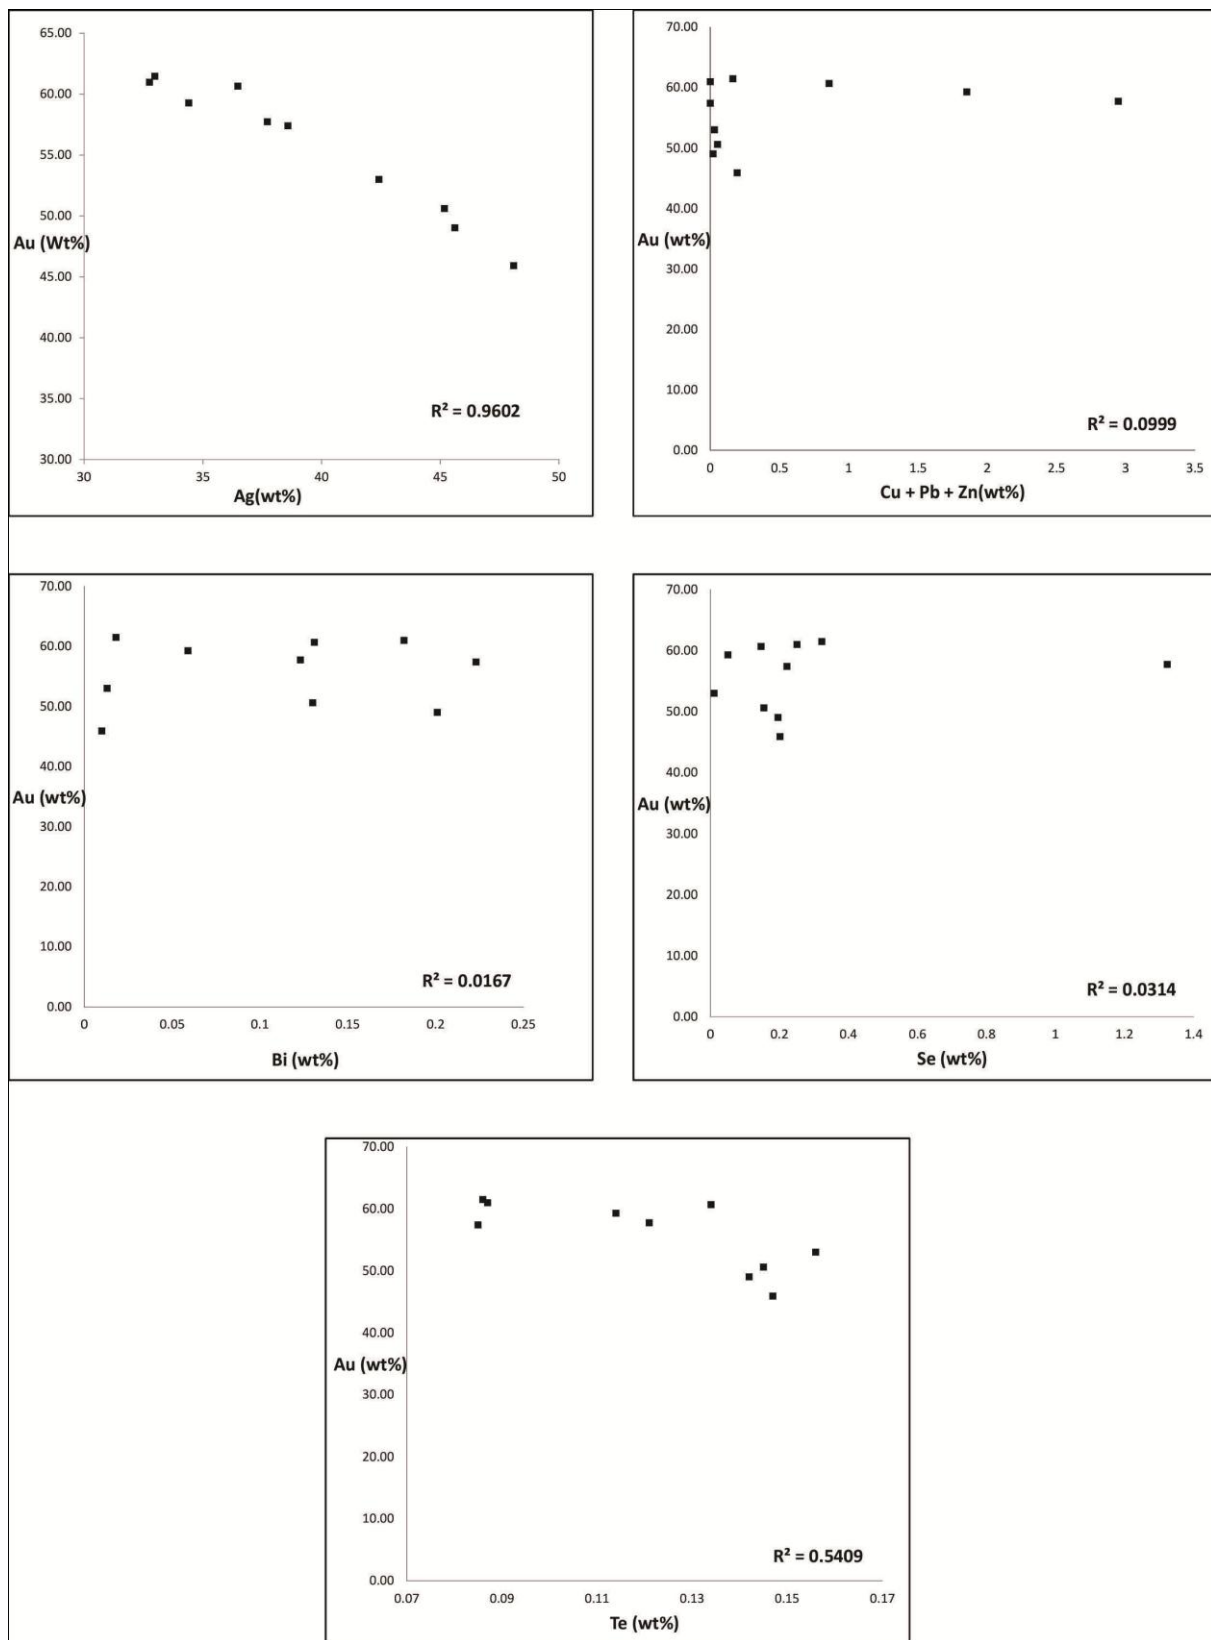 65.00
60.00
55.00
50.00
Au (Wt%)
45.00
40.00
35.00
R² = 0.9602
30.00
30 35 40 45 50
Ag(wt%)
70.00
60.00
50.00
40.00
Au (wt%)
30.00
20.00
10.00
R² = 0.0999
0.00
0 0.5 1 1.5 2 2.5 3 3.5
Cu + Pb + Zn(wt%)
70.00
60.00
50.00
40.00
Au (wt%)
30.00
20.00
10.00
R² = 0.0167
0.00
0 0.05 0.1 0.15 0.2 0.25
Bi (wt%)
70.00
60.00
50.00
40.00
Au (wt%)
30.00
20.00
10.00
R² = 0.0314
0.00
0 0.2 0.4 0.6 0.8 1 1.2 1.4
Se (wt%)
70.00
60.00
50.00
40.00
Au (wt%)
30.00
20.00
10.00
R² = 0.5409
0.00
0.07 0.09 0.11 0.13 0.15 0.17
Te (wt%)